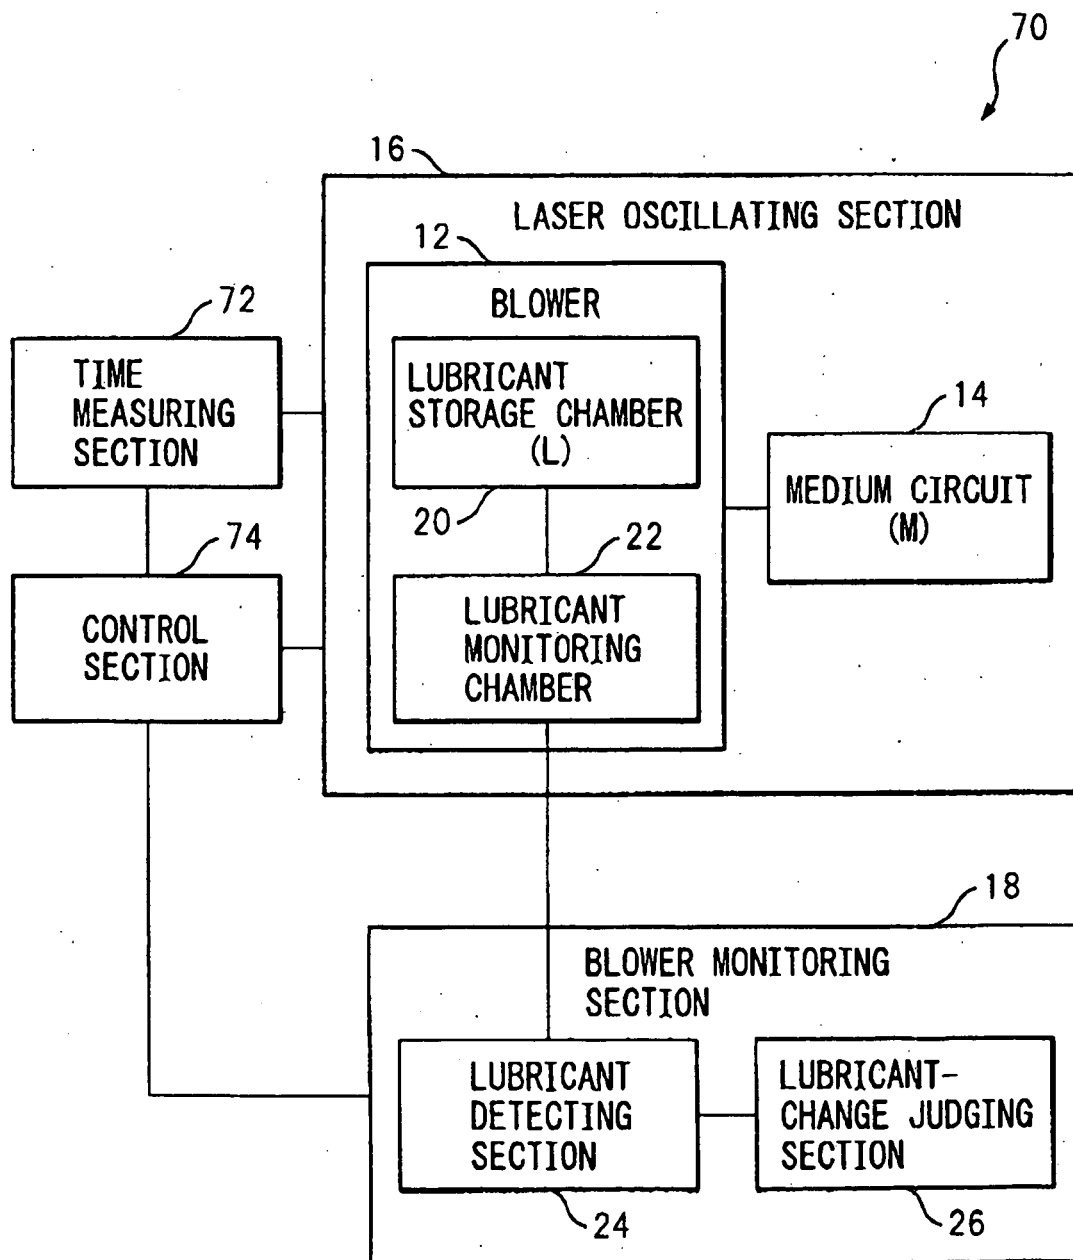 70
16
LASER OSCILLATING SECTION
12
BLOWER
72
TIME
MEASURING
SECTION
LUBRICANT
STORAGE CHAMBER
(L)
20
14
MEDIUM CIRCUIT
(M)
74
CONTROL
SECTION
22
LUBRICANT
MONITORING
CHAMBER
18
BLOWER MONITORING
SECTION
LUBRICANT
DETECTING
SECTION
24
LUBRICANT-
CHANGE JUDGING
SECTION
26